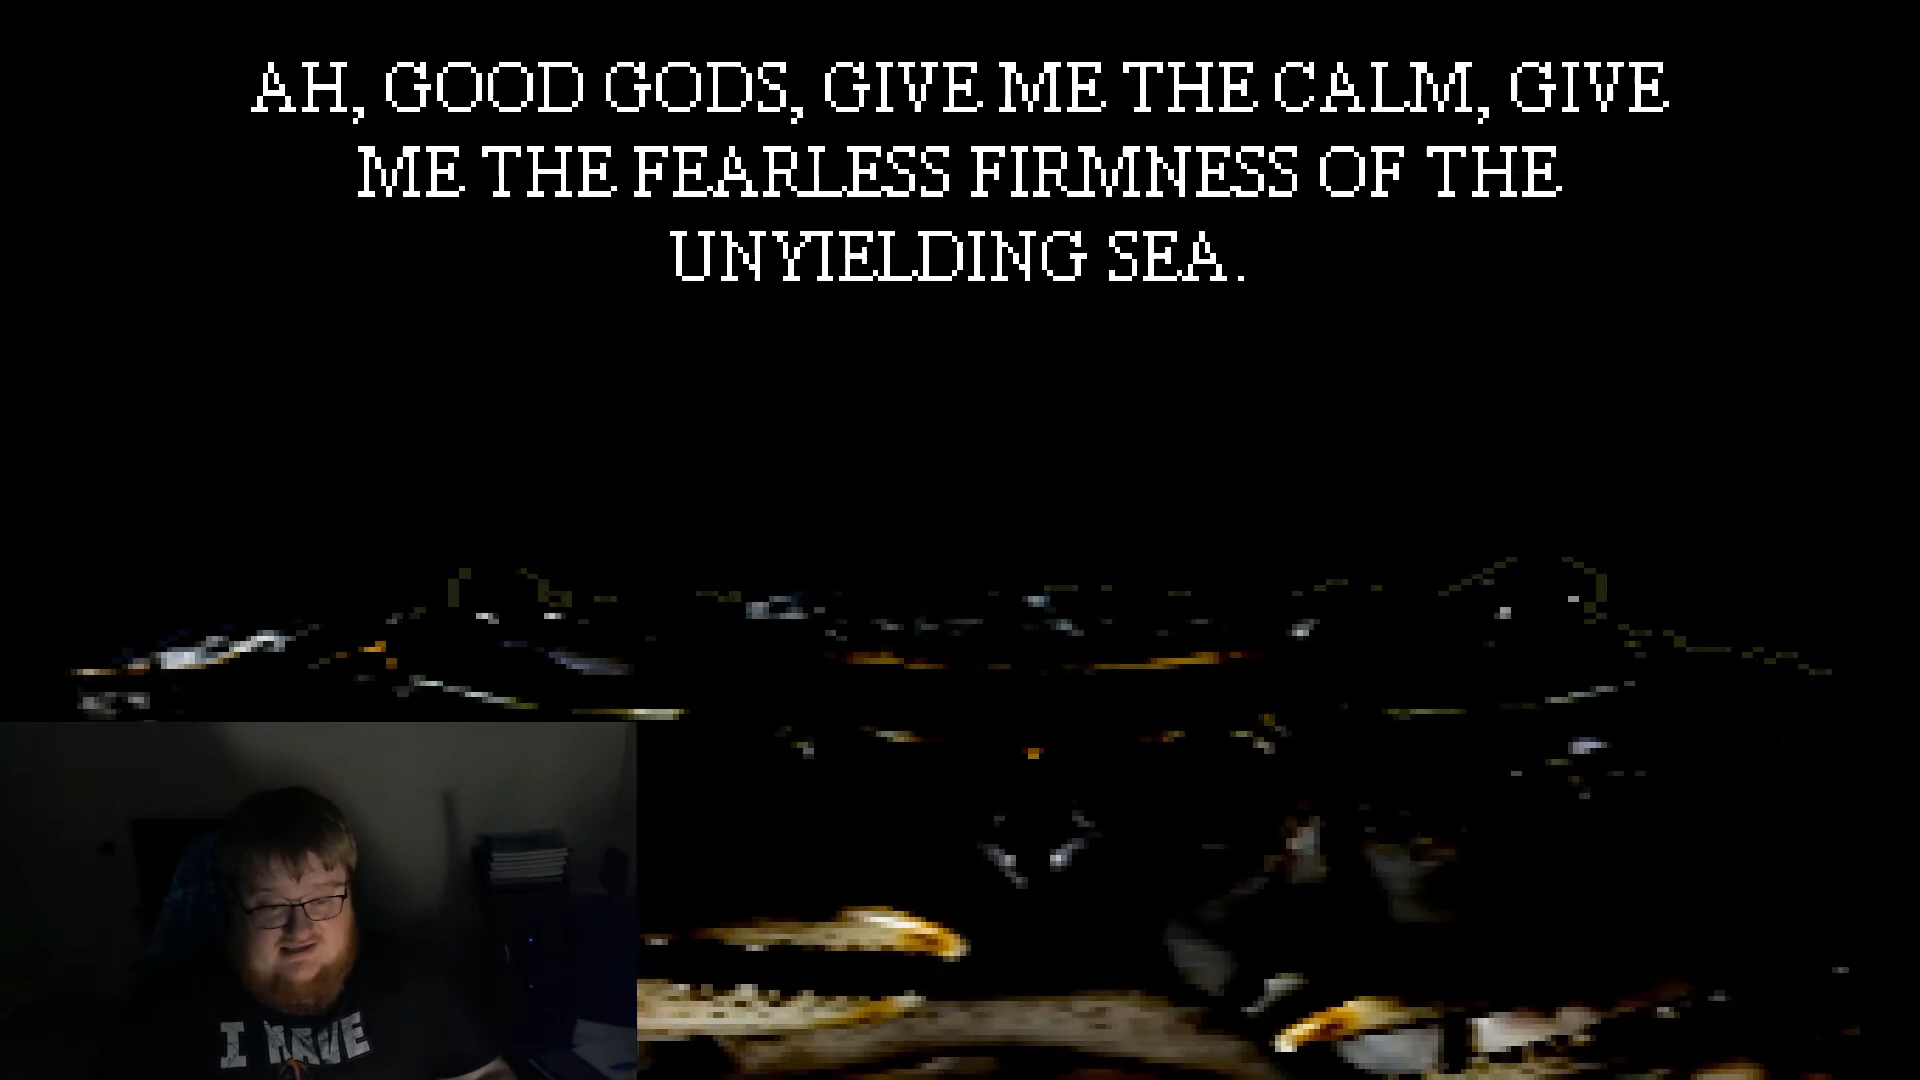 AH, GOOD GODS, GIVE ME THE CALM, GIVE
ME THE FEARLESS FIRMNESS OF THE
UNYIELDING SEA.
I HAVE